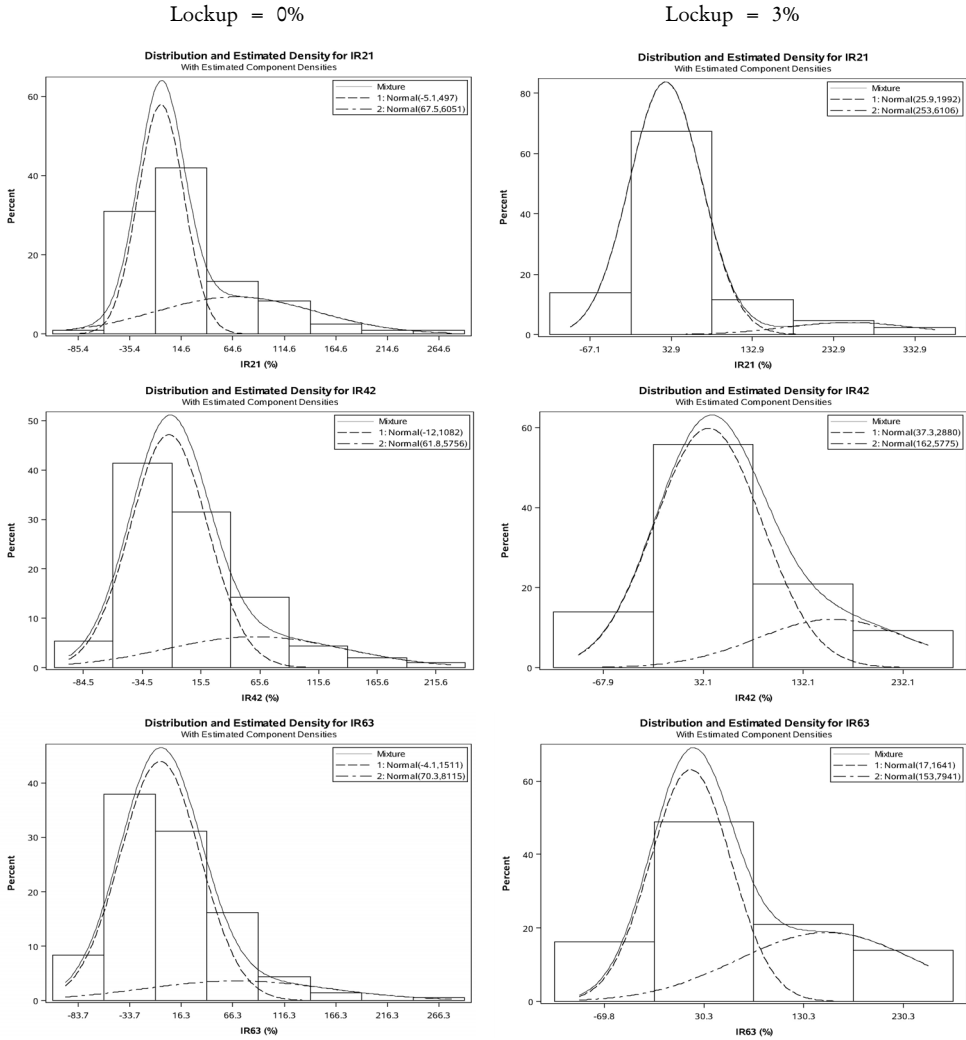 Lockup = 0%
Lockup = 3%
Distribution and Estimated Density for IR21
With Estimated Component Densities
Mixture
1: Normal(-5.1,497)
2: Normal(67.5,6051)
60
40
20
0
Percent
-85.4 -35.4 14.6 64.6 114.6 164.6 214.6 264.6
IR21 (%)
Distribution and Estimated Density for IR21
With Estimated Component Densities
Mixture
1: Normal(25.9,1992)
2: Normal(253,6106)
80
60
40
20
0
Percent
-67.1 32.9 132.9 232.9 332.9
IR21 (%)
Distribution and Estimated Density for IR42
With Estimated Component Densities
Mixture
1: Normal(-12,1082)
2: Normal(61.8,5756)
50
40
30
20
10
0
Percent
-84.5 -34.5 15.5 65.6 115.6 165.6 215.6
IR42 (%)
Distribution and Estimated Density for IR42
With Estimated Component Densities
Mixture
1: Normal(37.3,2880)
2: Normal(162,5775)
60
40
20
0
Percent
-67.9 32.1 132.1 232.1
IR42 (%)
Distribution and Estimated Density for IR63
With Estimated Component Densities
Mixture
1: Normal(-4.1,1511)
2: Normal(70.3,8115)
40
30
20
10
0
Percent
-83.7 -33.7 16.3 66.3 116.3 166.3 216.3 266.3
IR63 (%)
Distribution and Estimated Density for IR63
With Estimated Component Densities
Mixture
1: Normal(17,1641)
2: Normal(153,7941)
60
40
20
0
Percent
-69.8 30.3 130.3 230.3
IR63 (%)